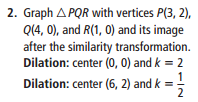 2. Graph △PQR with vertices P(3, 2),
Q(4, 0), and R(1, 0) and its image
after the similarity transformation.
Dilation: center (0, 0) and k = 2
Dilation: center (6, 2) and k = 1/2